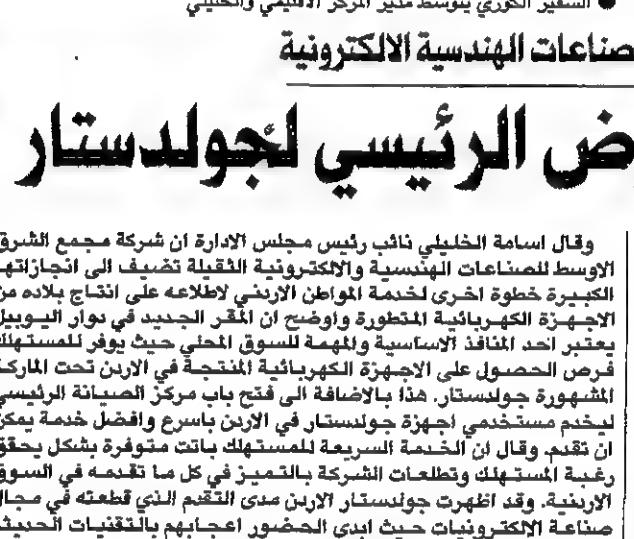 ● السفير الكوري يتوسط مدير المركز الاقليمي والخليلي
صناعات الهندسية الالكترونية
ض الرئيسي لجولدستار
وقال اسامة الخليلي نائب رئيس مجلس الادارة ان شركة مجمع الشرق
الاوسط للصناعات الهندسية والالكترونية الثقيلة تضيف الى انجازاتها
الكبيرة خطوة اخرى لخدمة المواطن الاردني لاطلاعه على انتاج بلاده من
الاجهزة الكهربائية المتطورة واوضح ان المقر الجديد في دوار اليوبيل
يعتبر احد المنافذ الاساسية والمهمة للسوق المحلي حيث يوفر للمستهلك
فرص الحصول على الاجهزة الكهربائية المنتجة في الاردن تحت الماركة
المشهورة جولدستار. هذا بالاضافة الى فتح باب مركز الصيانة الرئيسي
ليخدم مستخدمي اجهزة جولدستار في الاردن باسرع وافضل خدمة يمكن
ان تقدم. وقال ان الخدمة السريعة للمستهلك باتت متوفرة بشكل يحقق
رغبة المستهلك وتطلعات الشركة بالتميز في كل ما تقدمه في السوق
الاردنية. وقد اظهرت جولدستار الاردن مدى التقدم الذي قطعته في مجال
صناعة الالكترونيات حيث ابدى الحضور اعجابهم بالتقنيات الحديثة